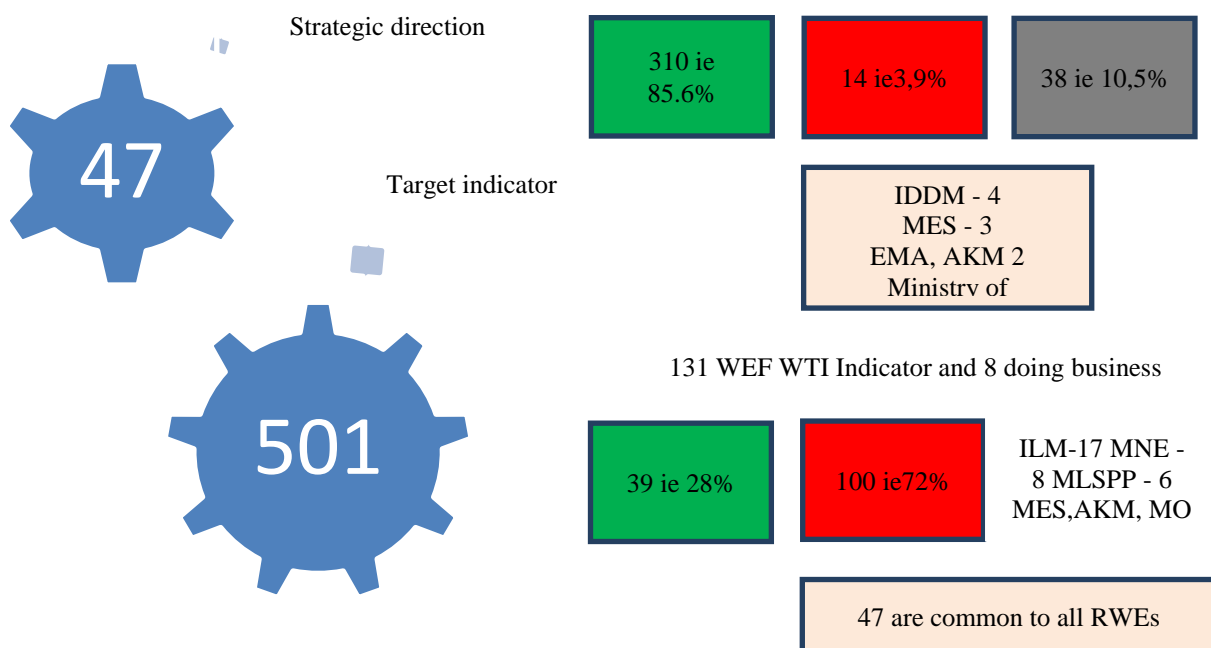 Strategic direction
47
Target indicator
501
310 ie
85.6%
14 ie3,9%
38 ie 10,5%
IDDM - 4
MES - 3
EMA, AKM 2
Ministry of
131 WEF WTI Indicator and 8 doing business
39 ie 28%
100 ie72%
ILM-17 MNE -
8 MLSPP - 6
MES,AKM, MO
47 are common to all RWEs